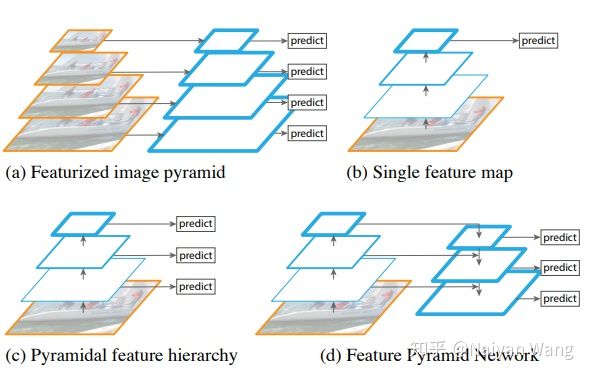 predict
predict
predict
predict
predict
(a) Featurized image pyramid
(b) Single feature map
predict
predict
predict
predict
predict
predict
(c) Pyramidal feature hierarchy
(d) Feature Pyramid Network
知乎 @Naiyan Wang